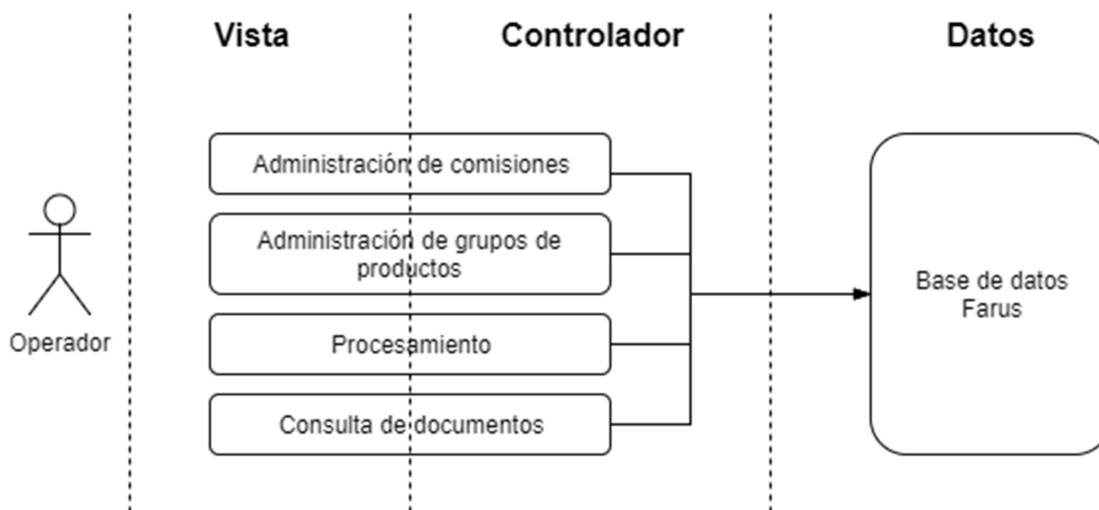 Vista
Controlador
Datos
Administración de comisiones
Administración de grupos de
productos
Procesamiento
Consulta de documentos
Operador
Base de datos
Farus